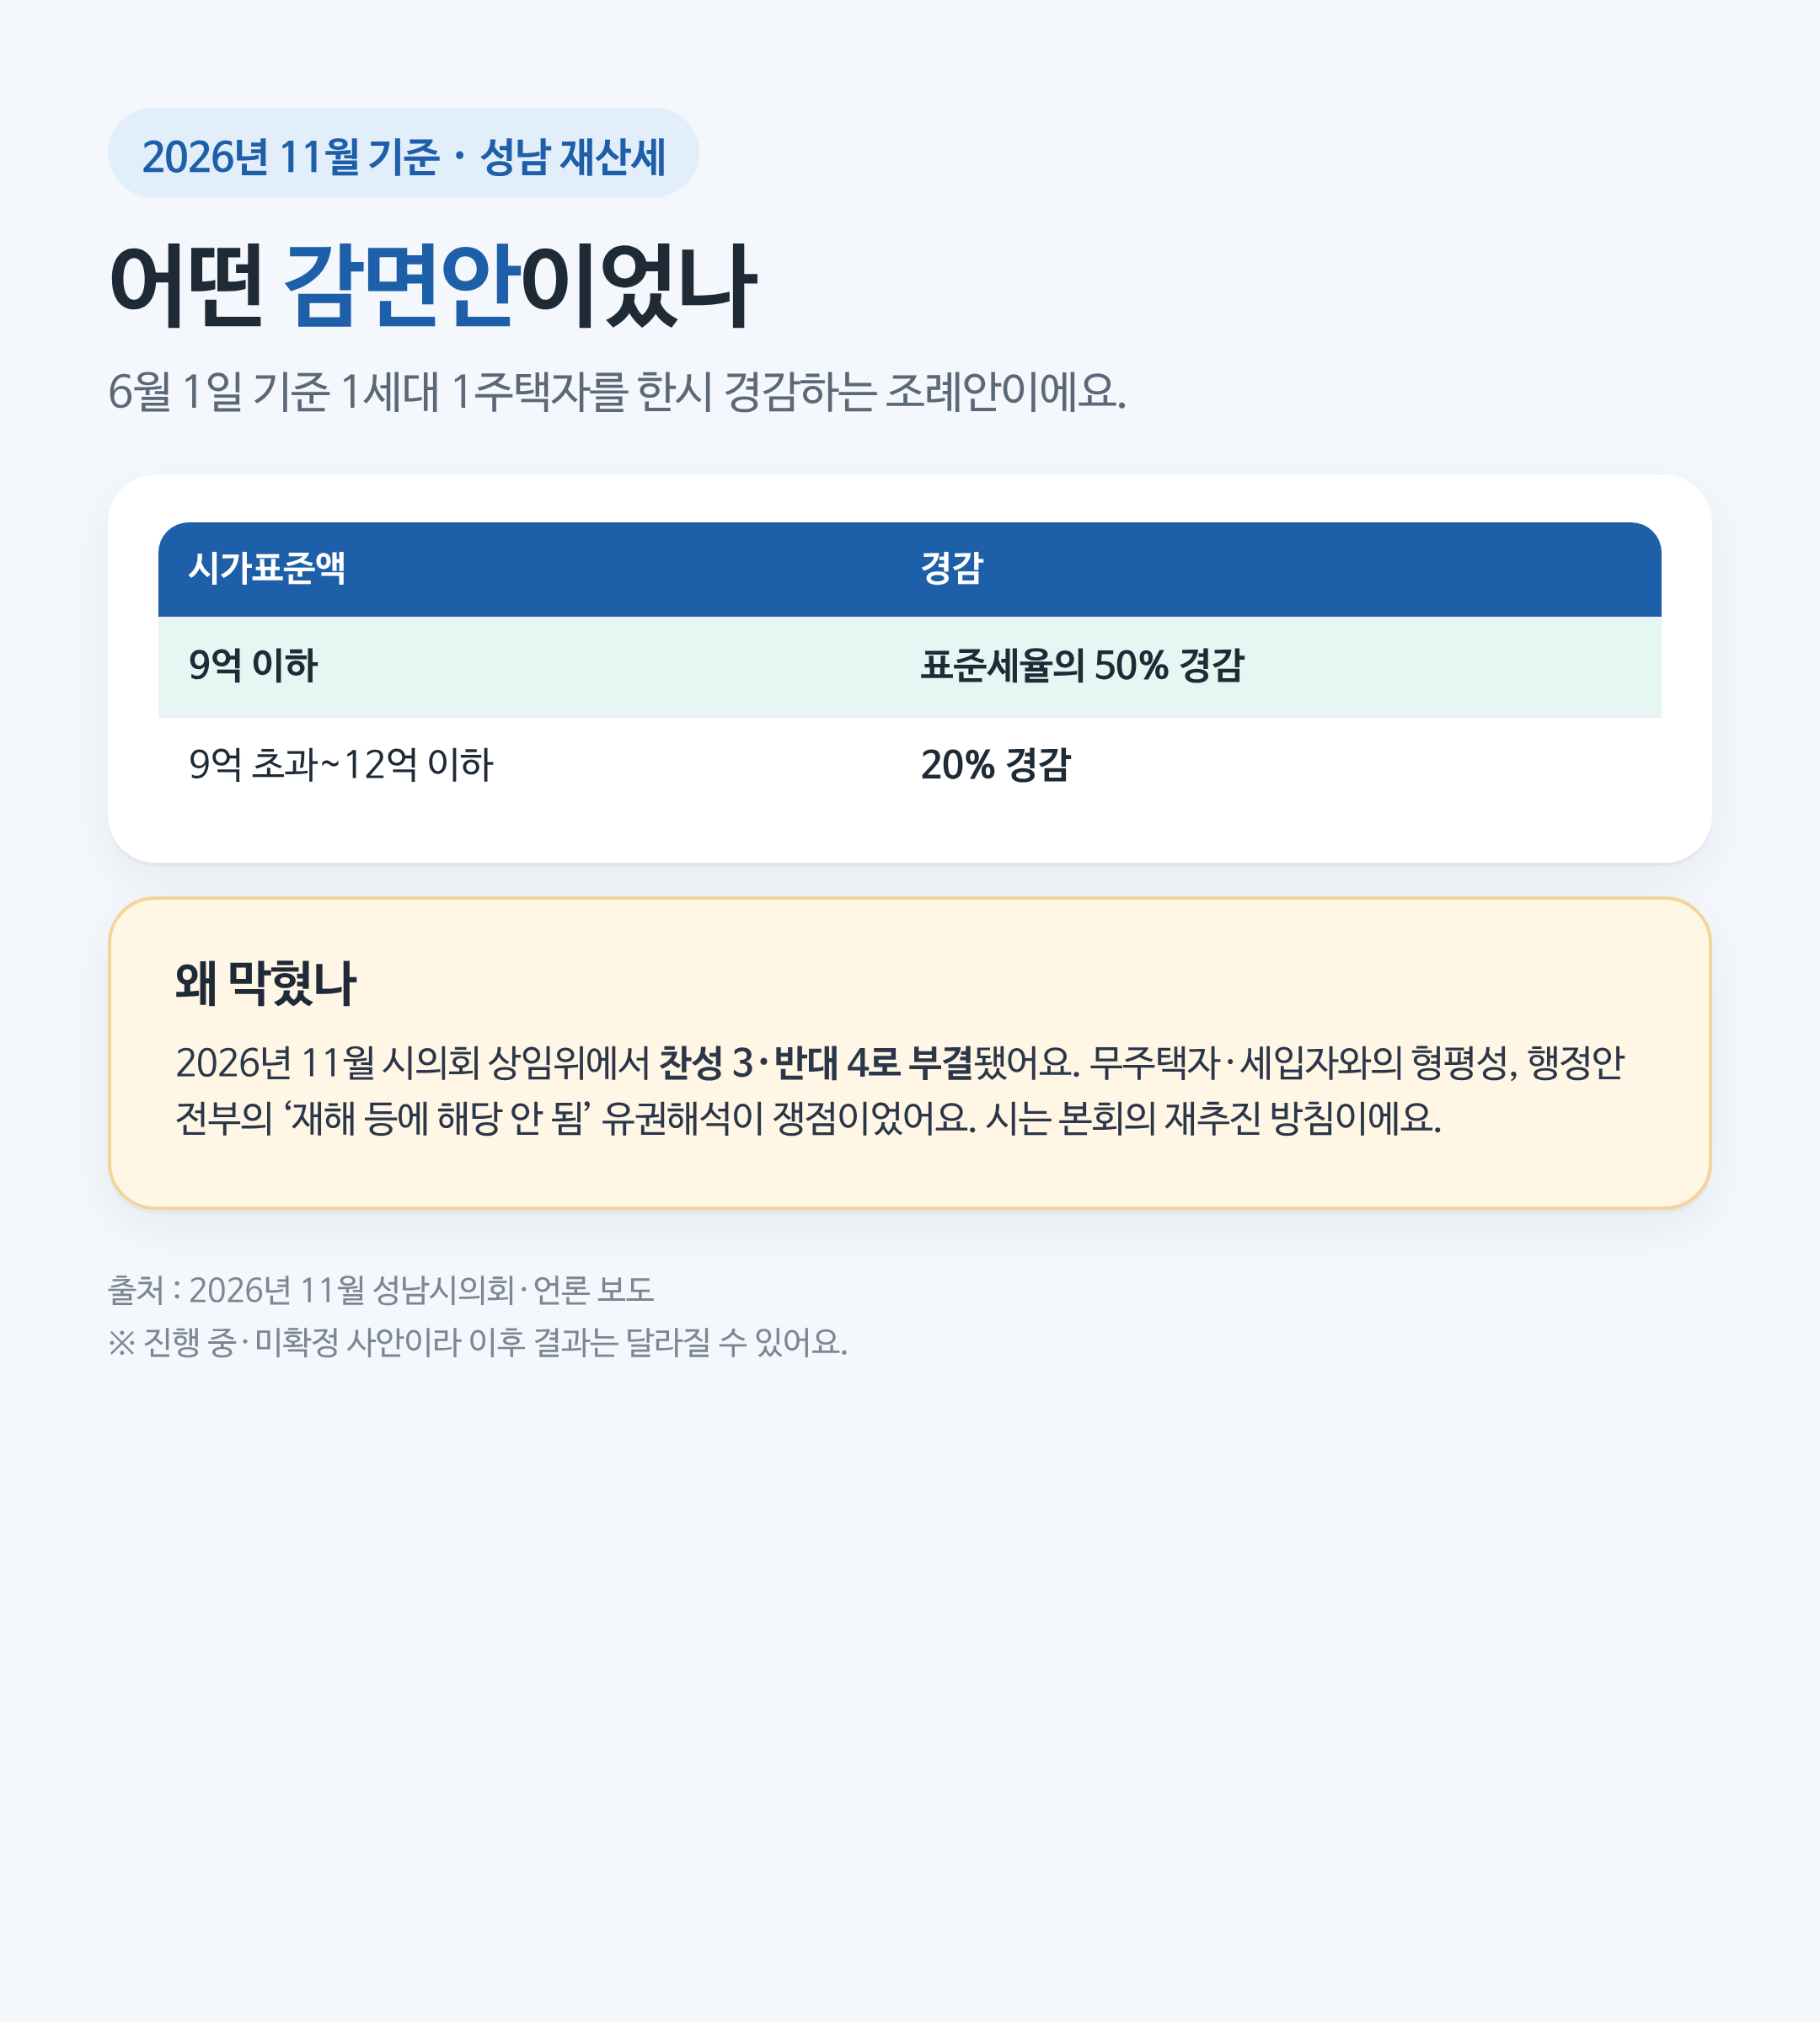 2026년 11월 기준 · 성남 재산세
어떤 감면안이었나
6월 1일 기준 1세대 1주택자를 한시 경감하는 조례안이에요.
시가표준액 경감
9억 이하 표준세율의 50% 경감
9억 초과~12억 이하 20% 경감
왜 막혔나
2026년 11월 시의회 상임위에서 찬성 3·반대 4로 부결됐어요. 무주택자·세입자와의 형평성, 행정안
전부의 ‘재해 등에 해당 안 됨’ 유권해석이 쟁점이었어요. 시는 본회의 재추진 방침이에요.
출처 : 2026년 11월 성남시의회·언론 보도
※ 진행 중·미확정 사안이라 이후 결과는 달라질 수 있어요.